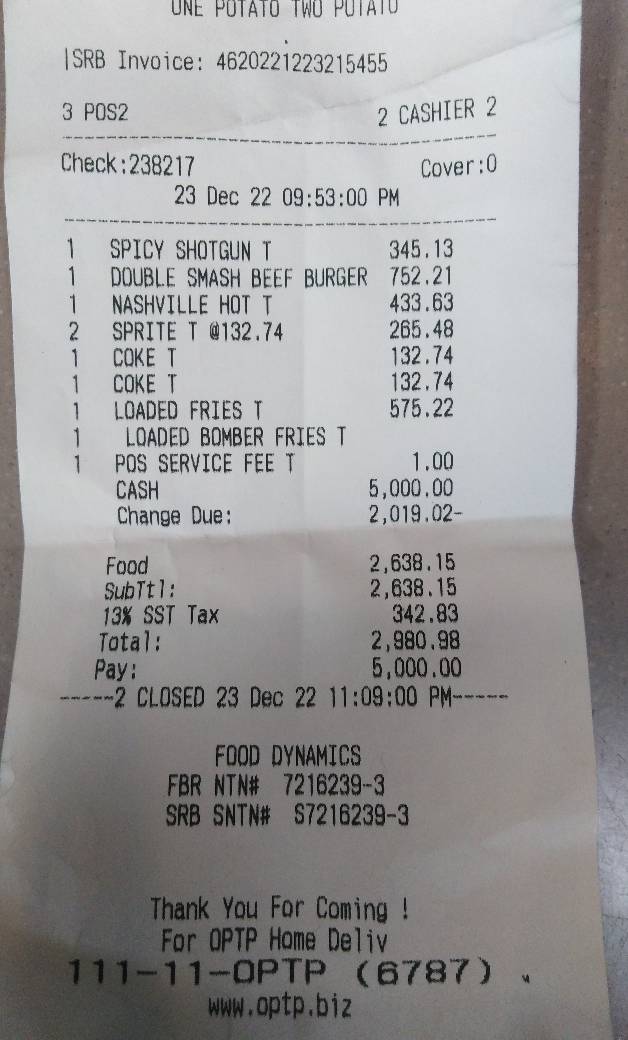 ONE POTATO TWO POTATO
|SRB Invoice: 4620221223215455
3 POS2 2 CASHIER 2
Check:238217 Cover:0
23 Dec 22 09:53:00 PM
1 SPICY SHOTGUN T 345.13
1 DOUBLE SMASH BEEF BURGER 752.21
1 NASHVILLE HOT T 433.63
2 SPRITE T @132.74 265.48
1 COKE T 132.74
1 COKE T 132.74
1 LOADED FRIES T 575.22
1 LOADED BOMBER FRIES T
1 POS SERVICE FEE T 1.00
CASH 5,000.00
Change Due: 2,019.02-
Food 2,638.15
SubTtl: 2,638.15
13% SST Tax 342.83
Total: 2,980.98
Pay: 5,000.00
-----2 CLOSED 23 Dec 22 11:09:00 PM-----
FOOD DYNAMICS
FBR NTN# 7216239-3
SRB SNTN# S7216239-3
Thank You For Coming !
For OPTP Home Deliv
111-11-OPTP (6787)
www.optp.biz